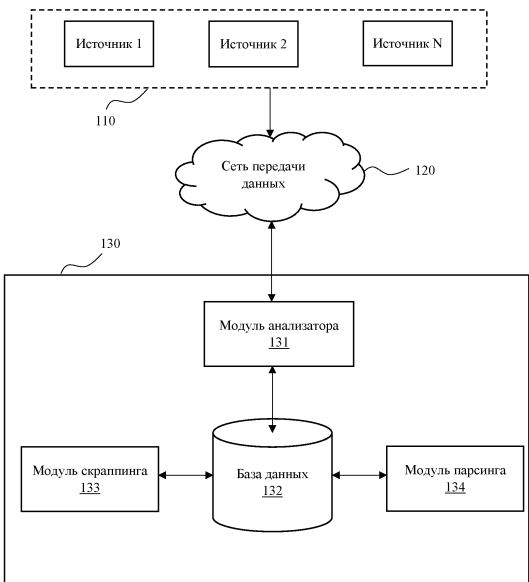 Источник 1
Источник 2
Источник N
110
Сеть передачи
данных
120
130
Модуль анализатора
131
Модуль скраппинга
133
База данных
132
Модуль парсинга
134